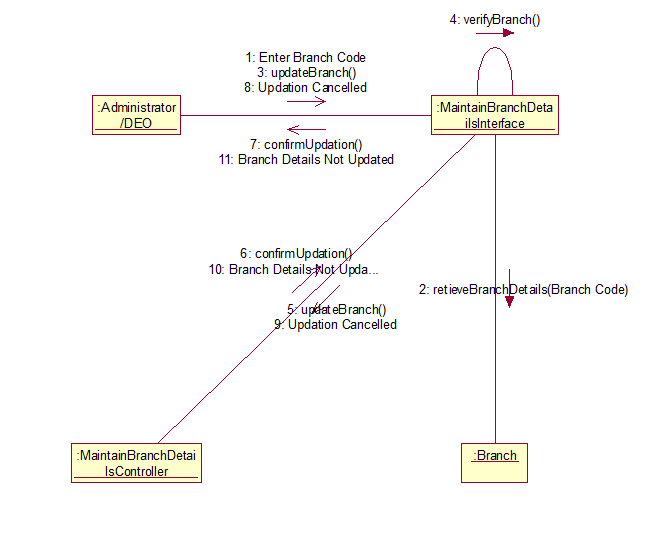 4: verifyBranch()
1: Enter Branch Code
3: updateBranch()
8: Updation Cancelled
:Administrator
/DEO
:MaintainBranchDeta
ilsInterface
7: confirmUpdation()
11: Branch Details Not Updated
6: confirmUpdation()
10: Branch Details Not Upda...
2: retieveBranchDetails(Branch Code)
5: updateBranch()
9: Updation Cancelled
:MaintainBranchDetai
lsController
:Branch